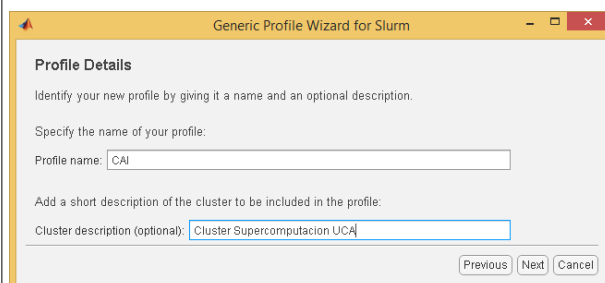 Generic Profile Wizard for Slurm
Profile Details
Identify your new profile by giving it a name and an optional description.
Specify the name of your profile:
Profile name: CAI
Add a short description of the cluster to be included in the profile:
Cluster description (optional): Cluster Supercomputacion UCA
Previous Next Cancel